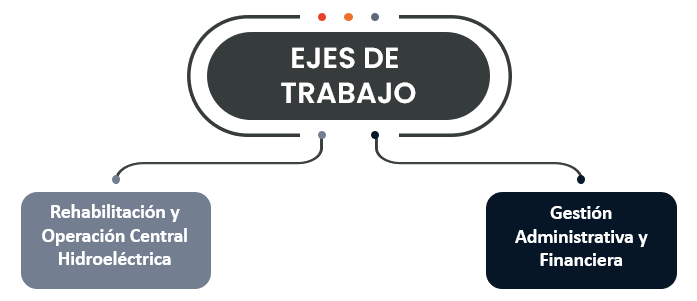 EJES DE
TRABAJO
Rehabilitación y
Operación Central
Hidroeléctrica
Gestión
Administrativa y
Financiera